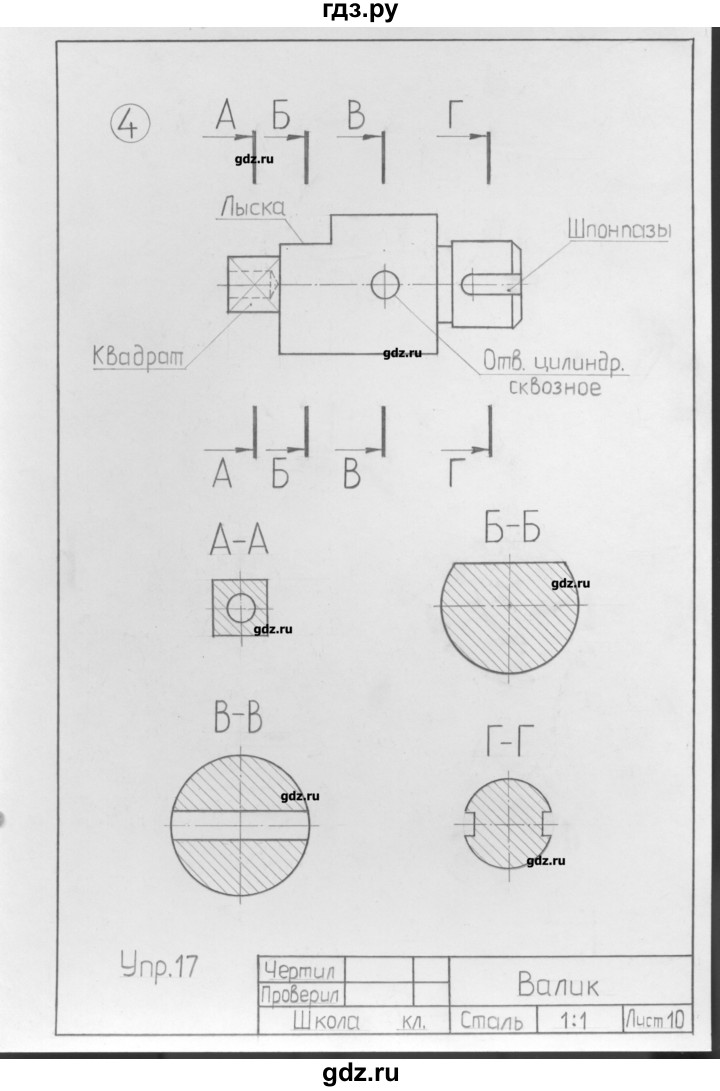 гдз.ру
4
А Б В Г
gdz.ru
Лыска
Шпонпазы
Квадрат
gdz.ru
Отв. цилиндр.
сквозное
А Б В Г
А-А
Б-Б
gdz.ru
gdz.ru
В-В
Г-Г
gdz.ru
gdz.ru
Упр.17
Чертил
Проверил
Валик
Школа кл.
Сталь
1:1
Лист 10
gdz.ru